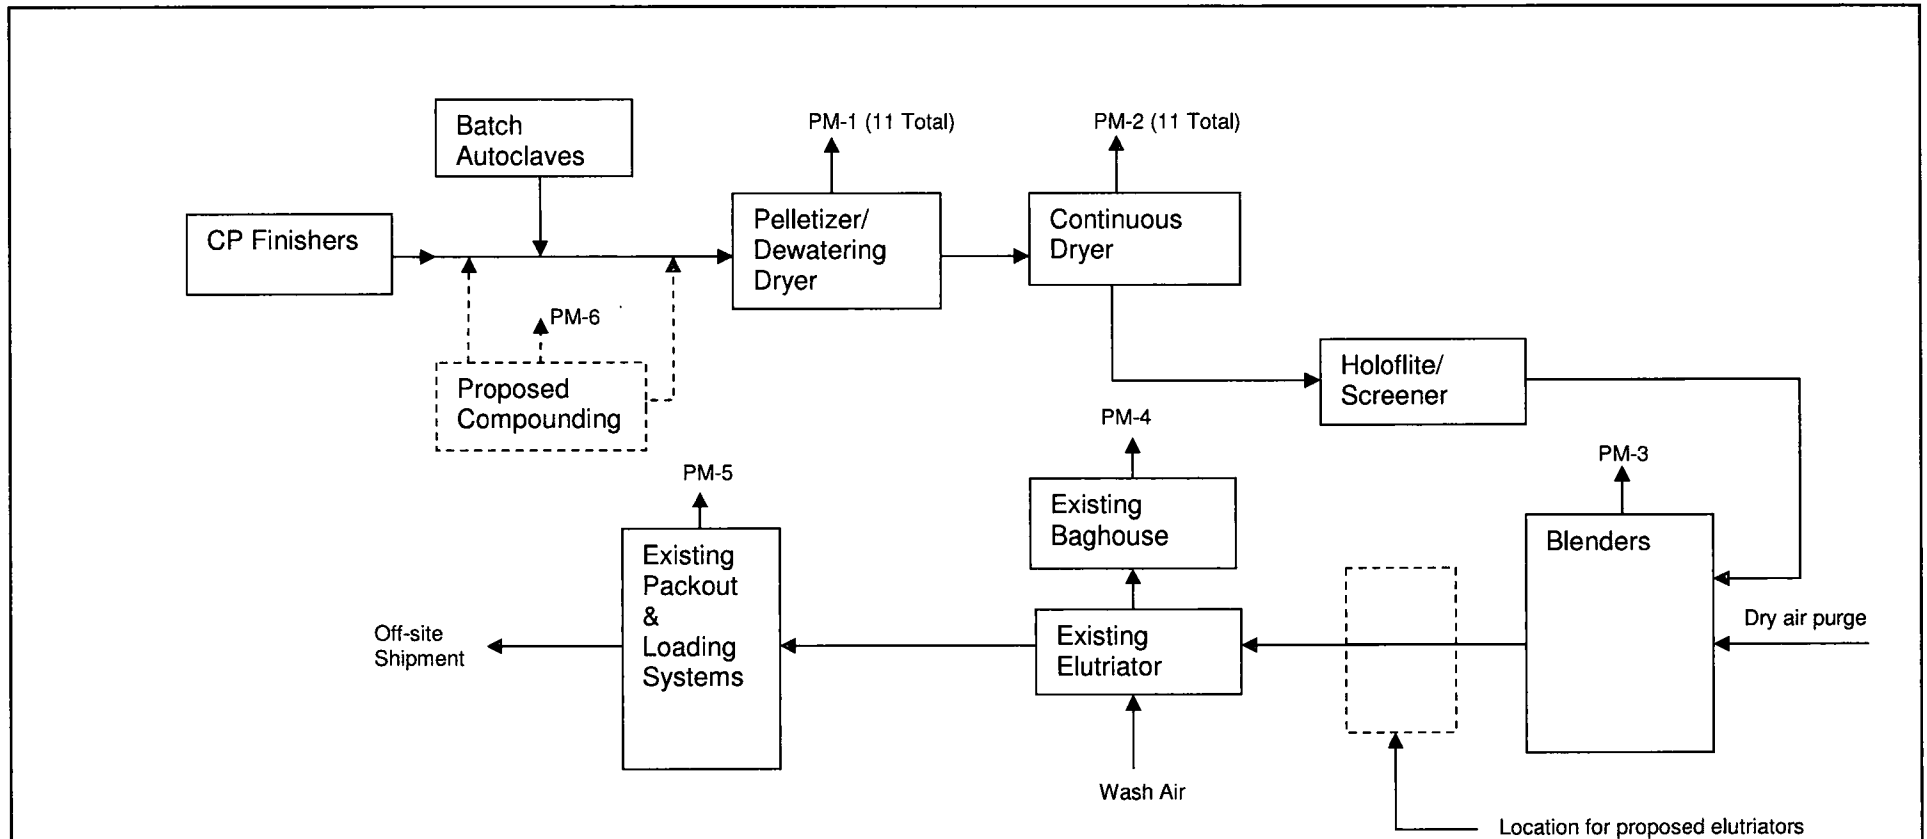 Batch
Autoclaves
PM-1 (11 Total)
PM-2 (11 Total)
CP Finishers
Pelletizer/
Dewatering
Dryer
Continuous
Dryer
PM-6
Proposed
Compounding
Holoflite/
Screener
PM-4
PM-3
PM-5
Existing
Baghouse
Blenders
Existing
Packout
&
Loading
Systems
Dry air purge
Off-site
Shipment
Existing
Elutriator
Wash Air
Location for proposed elutriators